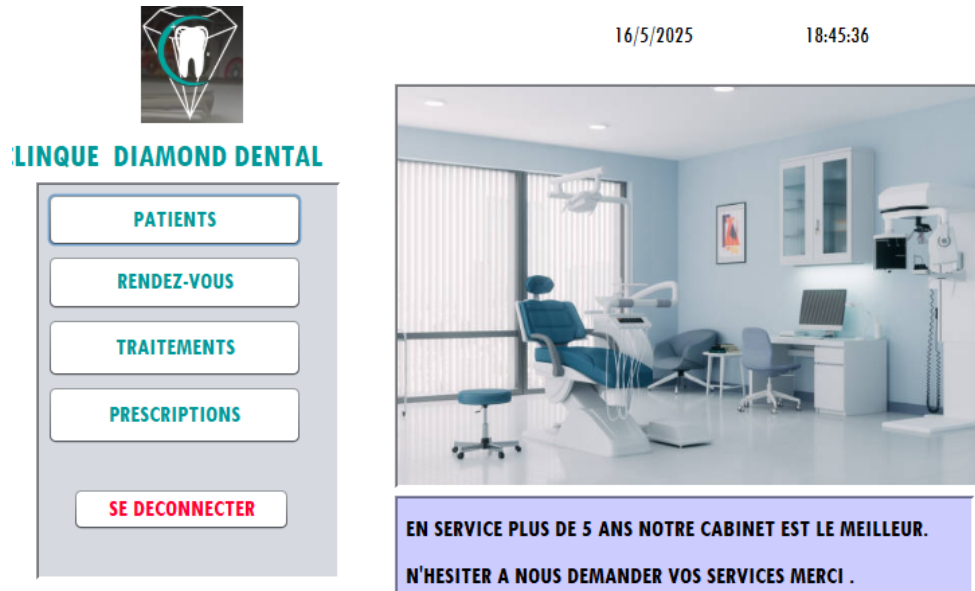 16/5/2025 18:45:36
LINQUE DIAMOND DENTAL
PATIENTS
RENDEZ-VOUS
TRAITEMENTS
PRESCRIPTIONS
SE DECONNECTER
EN SERVICE PLUS DE 5 ANS NOTRE CABINET EST LE MEILLEUR.
N'HESITER A NOUS DEMANDER VOS SERVICES MERCI .